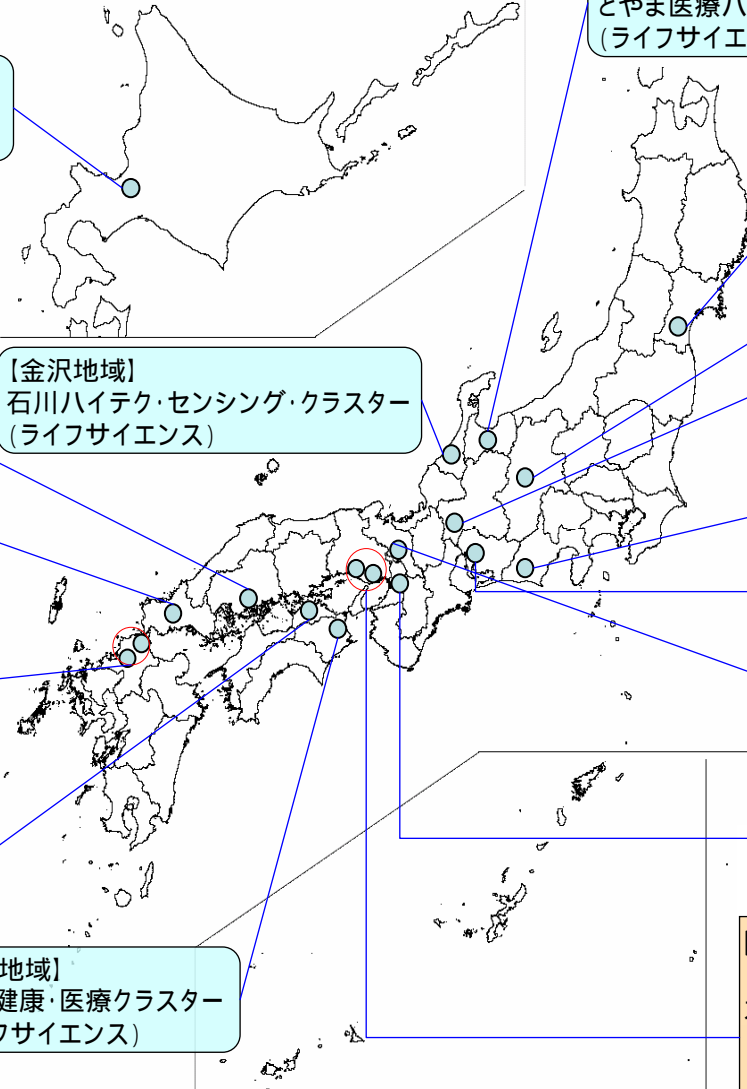 とやま医療バ
(ライフサイエ
【金沢地域】
石川ハイテク・センシング・クラスター
(ライフサイエンス)
地域】
健康・医療クラスター
フサイエンス)